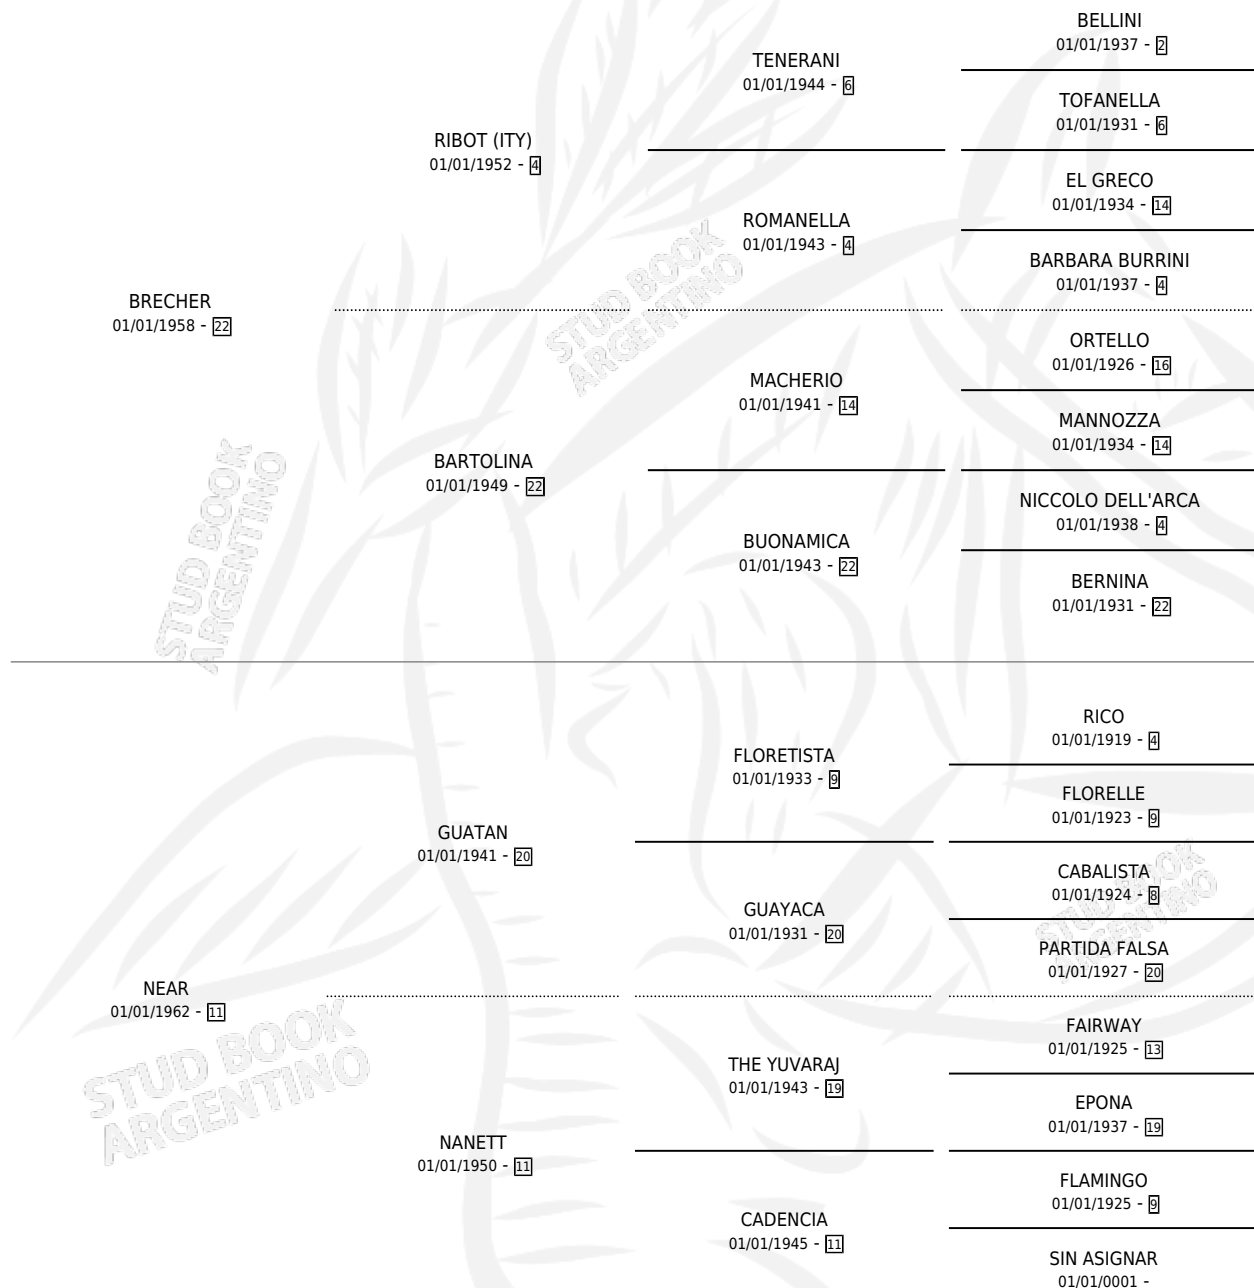 BELLINI
01/01/1937 - 2
TENERANI
01/01/1944 - 6
TOFANELLA
01/01/1931 - 6
RIBOT (ITY)
01/01/1952 - 4
EL GRECO
01/01/1934 - 14
ROMANELLA
01/01/1943 - 4
BARBARA BURRINI
01/01/1937 - 4
BRECHER
01/01/1958 - 22
STUD BOOK
ARGENTINO
ORTELLO
01/01/1926 - 16
MACHERIO
01/01/1941 - 14
MANNOZZA
01/01/1934 - 14
BARTOLINA
01/01/1949 - 22
NICCOLO DELL'ARCA
01/01/1938 - 4
BUONAMICA
01/01/1943 - 22
BERNINA
01/01/1931 - 22
STUD BOOK
ARGENTINO
RICO
01/01/1919 - 4
FLORETISTA
01/01/1933 - 9
FLORELLE
01/01/1923 - 9
GUATAN
01/01/1941 - 20
CABALISTA
01/01/1924 - 8
GUAYACA
01/01/1931 - 20
STUD BOOK
ARGENTINO
PARTIDA FALSA
01/01/1927 - 20
NEAR
01/01/1962 - 11
STUD BOOK
ARGENTINO
FAIRWAY
01/01/1925 - 13
THE YUVARAJ
01/01/1943 - 19
EPONA
01/01/1937 - 19
NANETT
01/01/1950 - 11
FLAMINGO
01/01/1925 - 9
CADENCIA
01/01/1945 - 11
SIN ASIGNAR
01/01/0001 -